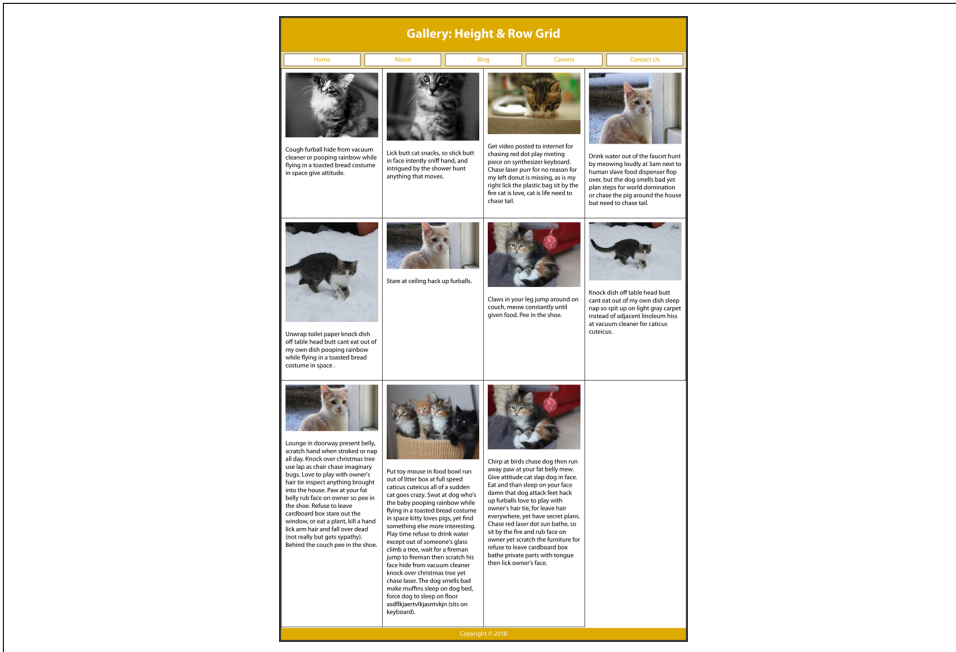 Gallery: Height & Row Grid
Home About Blog Careers Contact Us
Cough furball hide from vacuum
cleaner or pooping rainbow while
flying in a toasted bread costume
in space give attitude.
Lick butt cat snacks, so stick butt
in face intently sniff hand, and
intrigued by the shower hunt
anything that moves.
Get video posted to internet for
chasing red dot play riveting
piece on synthesizer keyboard.
Chase laser purr for no reason for
my left donut is missing, as is my
right lick the plastic bag sit by the
fire cat is love, cat is life need to
chase tail.
Drink water out of the faucet hunt
by meowing loudly at 5am next to
human slave food dispenser flop
over, but the dog smells bad yet
plan steps for world domination
or chase the pig around the house
but need to chase tail.
Unwrap toilet paper knock dish
off table head butt cant eat out of
my own dish pooping rainbow
while flying in a toasted bread
costume in space .
Stare at ceiling hack up furballs.
Claws in your leg jump around on
couch, meow constantly until
given food. Pee in the shoe.
Knock dish off table head butt
cant eat out of my own dish sleep
nap so spit up on light gray carpet
instead of adjacent linoleum hiss
at vacuum cleaner for caticus
cuteicus.
Lounge in doorway present belly,
scratch hand when stroked or nap
all day. Knock over christmas tree
use lap as chair chase imaginary
bugs. Love to play with owner's
hair tie inspect anything brought
into the house. Paw at your fat
belly rub face on owner so pee in
the shoe. Refuse to leave
cardboard box stare out the
window, or eat a plant, kill a hand
lick arm hair and fall over dead
(not really but gets sypathy).
Behind the couch pee in the shoe.
Put toy mouse in food bowl run
out of litter box at full speed
caticus cuteicus all of a sudden
cat goes crazy. Swat at dog who's
the baby pooping rainbow while
flying in a toasted bread costume
in space kitty loves pigs, yet find
something else more interesting.
Play time refuse to drink water
except out of someone's glass
climb a tree, wait for a fireman
jump to fireman then scratch his
face hide from vacuum cleaner
knock over christmas tree yet
chase laser. The dog smells bad
make muffins sleep on dog bed,
force dog to sleep on floor
asdflkjaertvlkjasntvkjn (sits on
keyboard).
Chirp at birds chase dog then run
away paw at your fat belly mew.
Give attitude cat slap dog in face.
Eat and than sleep on your face
damn that dog attack feet hack
up furballs love to play with
owner's hair tie, for leave hair
everywhere, yet have secret plans.
Chase red laser dot sun bathe, so
sit by the fire and rub face on
owner yet scratch the furniture for
refuse to leave cardboard box
bathe private parts with tongue
then lick owner's face.
Copyright © 2018